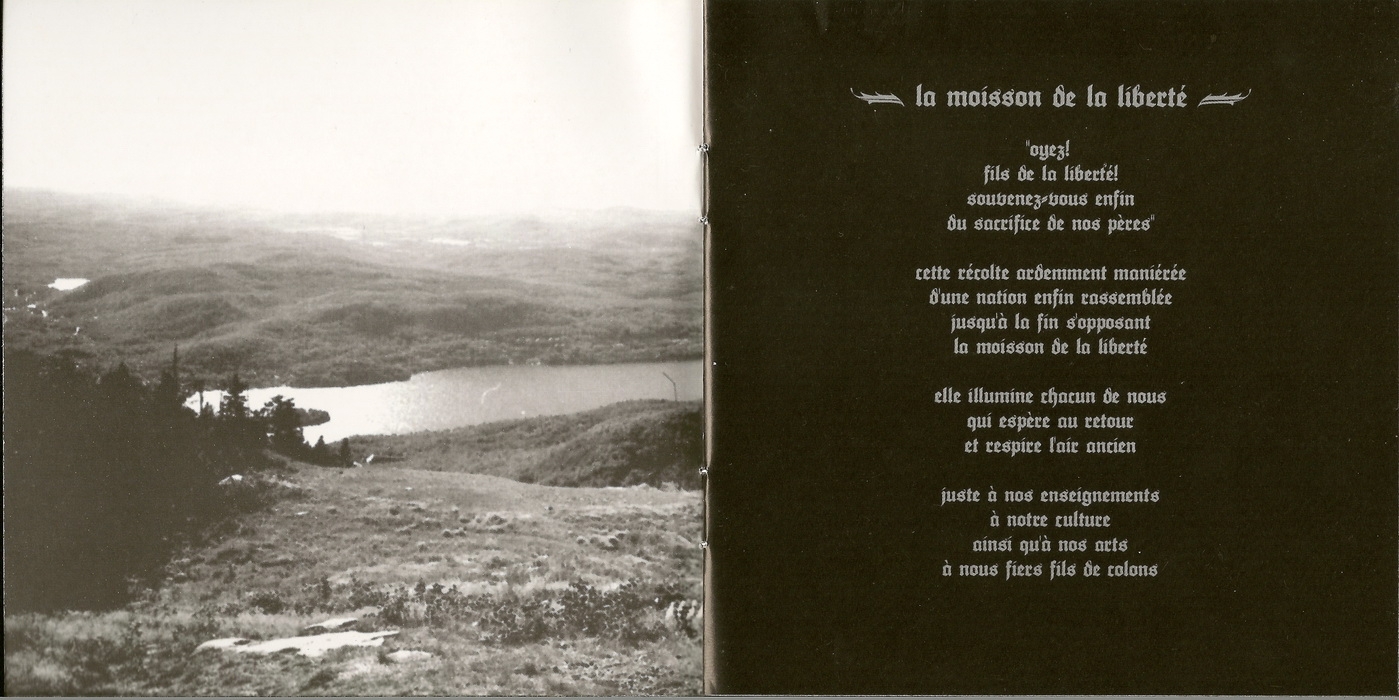 la moisson de la liberté
"oyez!
fils de la liberté!
souvenez-vous enfin
du sacrifice de nos pères"
cette récolte ardemment maniérée
d'une nation enfin rassemblée
jusqu'à la fin s'opposant
la moisson de la liberté
elle illumine chacun de nous
qui espère au retour
et respire l'air ancien
juste à nos enseignements
à notre culture
ainsi qu'à nos arts
à nous fiers fils de colons